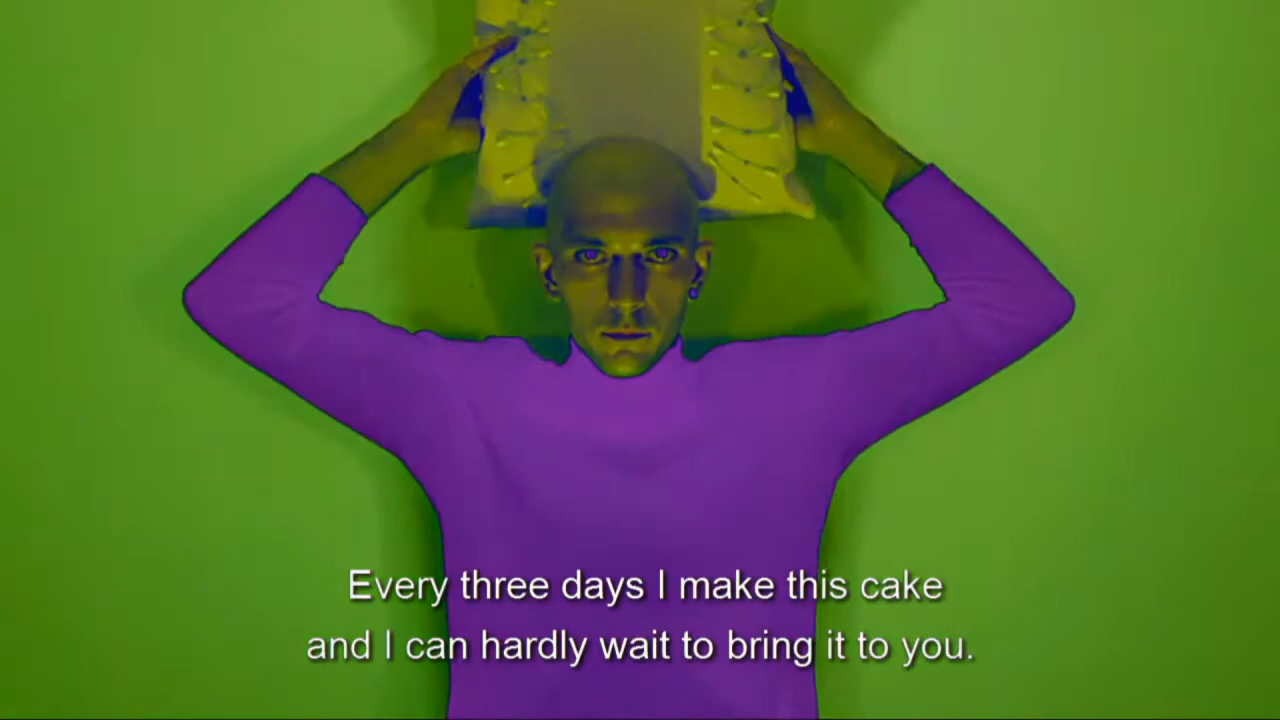 Every three days I make this cake
and I can hardly wait to bring it to you.